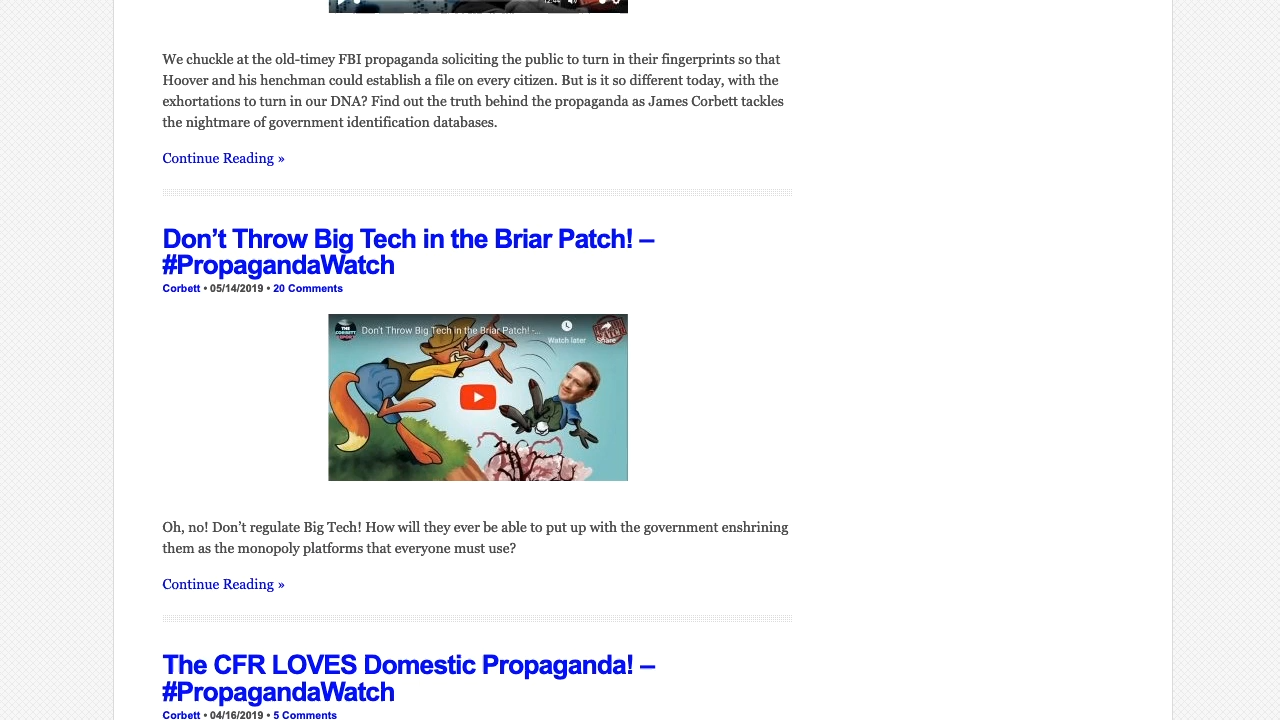 12:44
We chuckle at the old-timey FBI propaganda soliciting the public to turn in their fingerprints so that
Hoover and his henchman could establish a file on every citizen. But is it so different today, with the
exhortations to turn in our DNA? Find out the truth behind the propaganda as James Corbett tackles
the nightmare of government identification databases.
Continue Reading »
Don’t Throw Big Tech in the Briar Patch! –
#PropagandaWatch
Corbett • 05/14/2019 • 20 Comments
THE CORBETT REPORT
Don't Throw Big Tech in the Briar Patch! -...
Watch later
Share
Oh, no! Don’t regulate Big Tech! How will they ever be able to put up with the government enshrining
them as the monopoly platforms that everyone must use?
Continue Reading »
The CFR LOVES Domestic Propaganda! –
#PropagandaWatch
Corbett • 04/16/2019 • 5 Comments